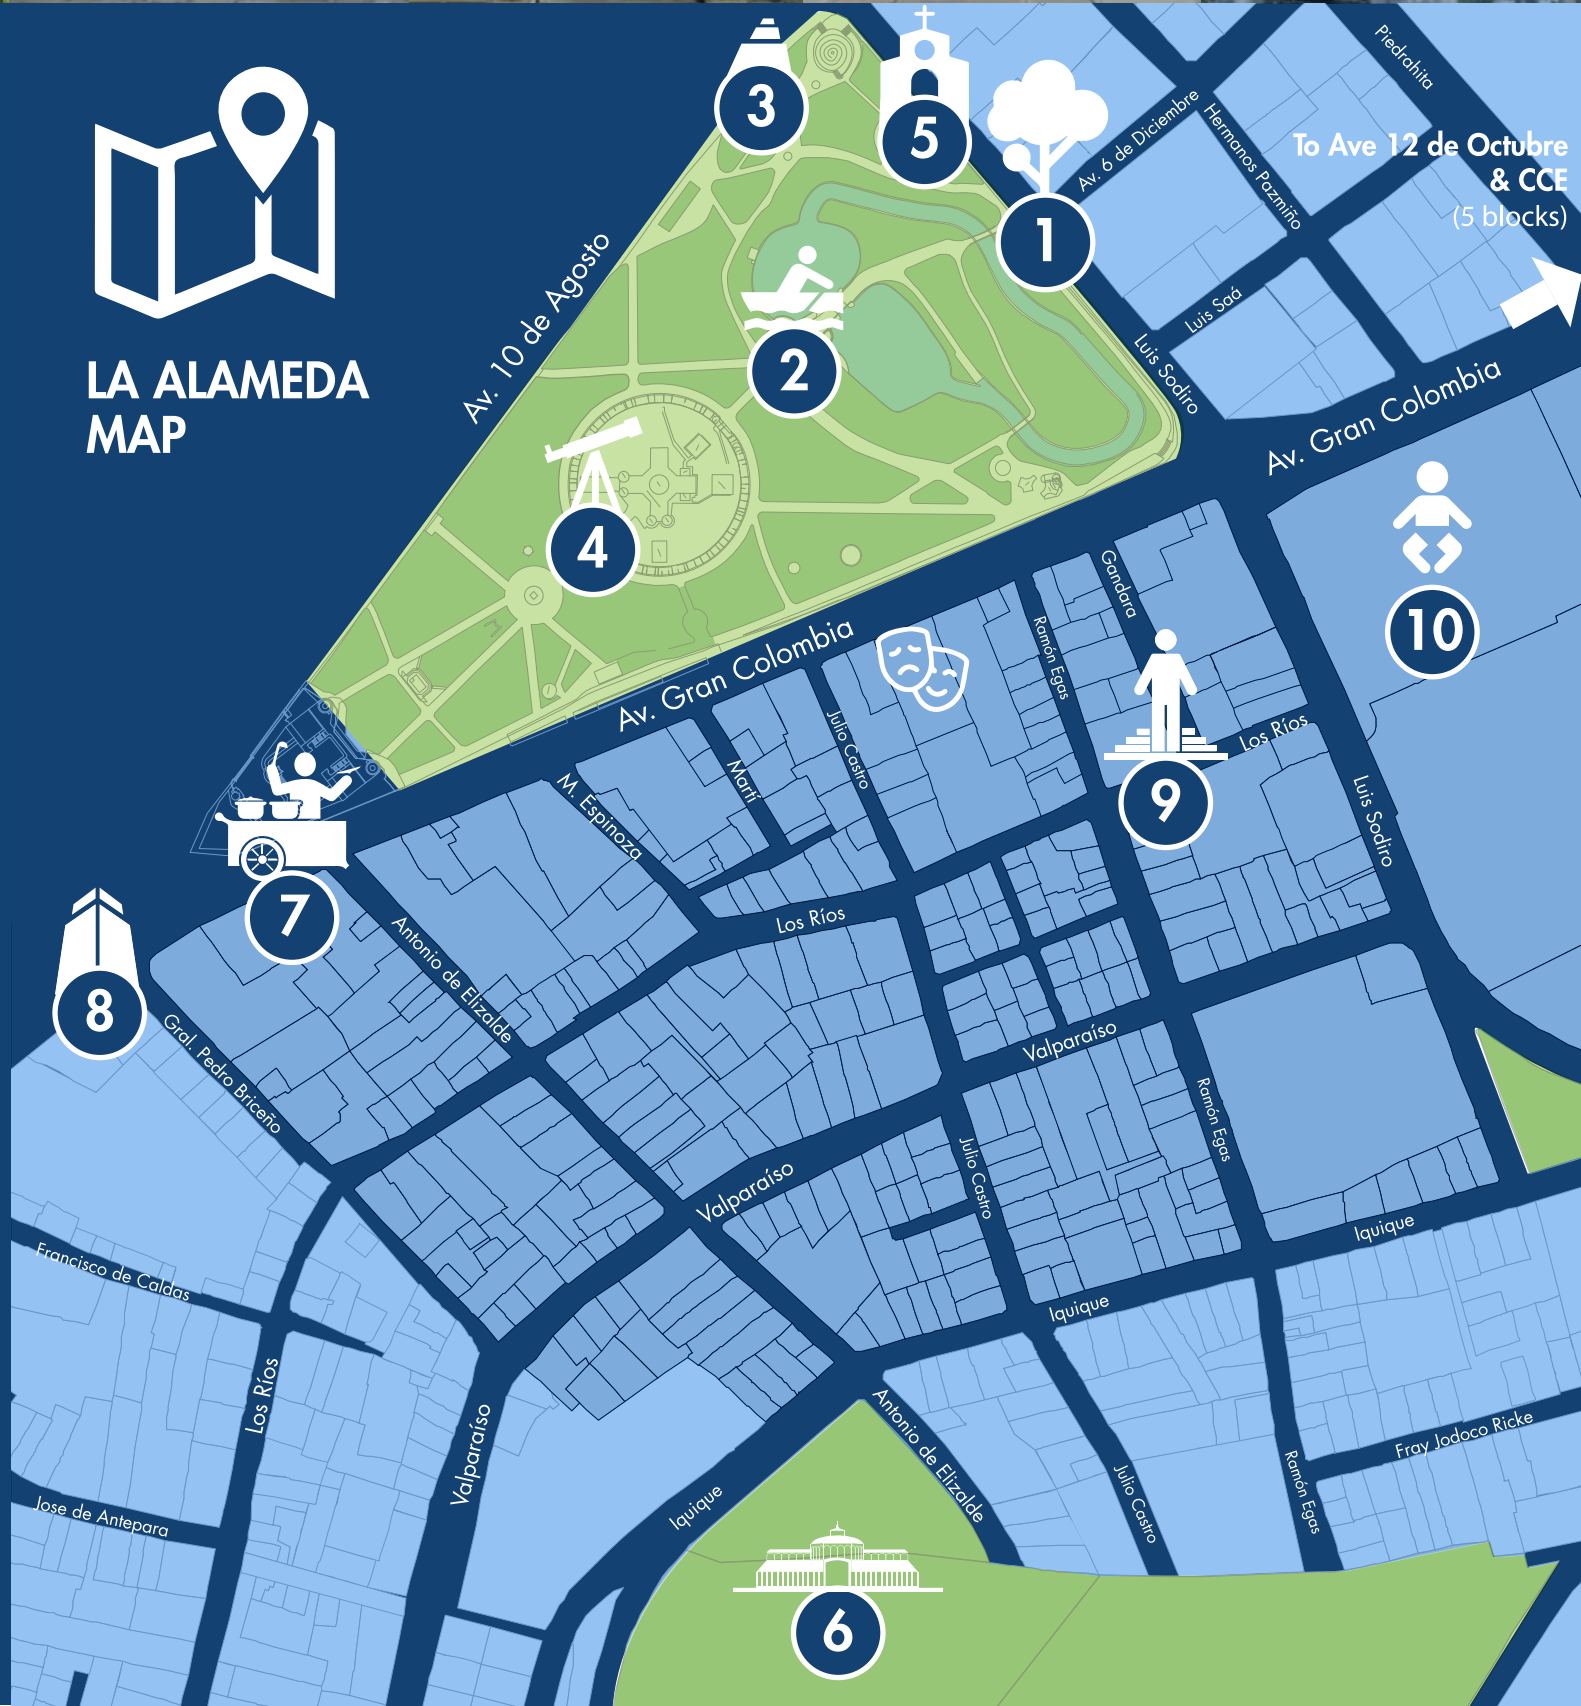 LA ALAMEDA
MAP
3
5
1
2
4
10
9
7
8
6
Piedrahita
Av. 6 de Diciembre
Hermanos Pazmiño
To Ave 12 de Octubre
& CCE
(5 blocks)
Luis Saá
Luis Sodiro
Av. 10 de Agosto
Av. Gran Colombia
Av. Gran Colombia
Gandara
Ramón Egas
Los Ríos
Luis Sodiro
Julio Castro
Martí
M. Espinoza
Los Ríos
Antonio de Elizalde
Gral. Pedro Briceño
Valparaíso
Ramón Egas
Valparaíso
Julio Castro
Iquique
Iquique
Francisco de Caldas
Los Ríos
Valparaíso
Jose de Antepara
Iquique
Antonio de Elizalde
Julio Castro
Ramón Egas
Fray Jodoco Ricke